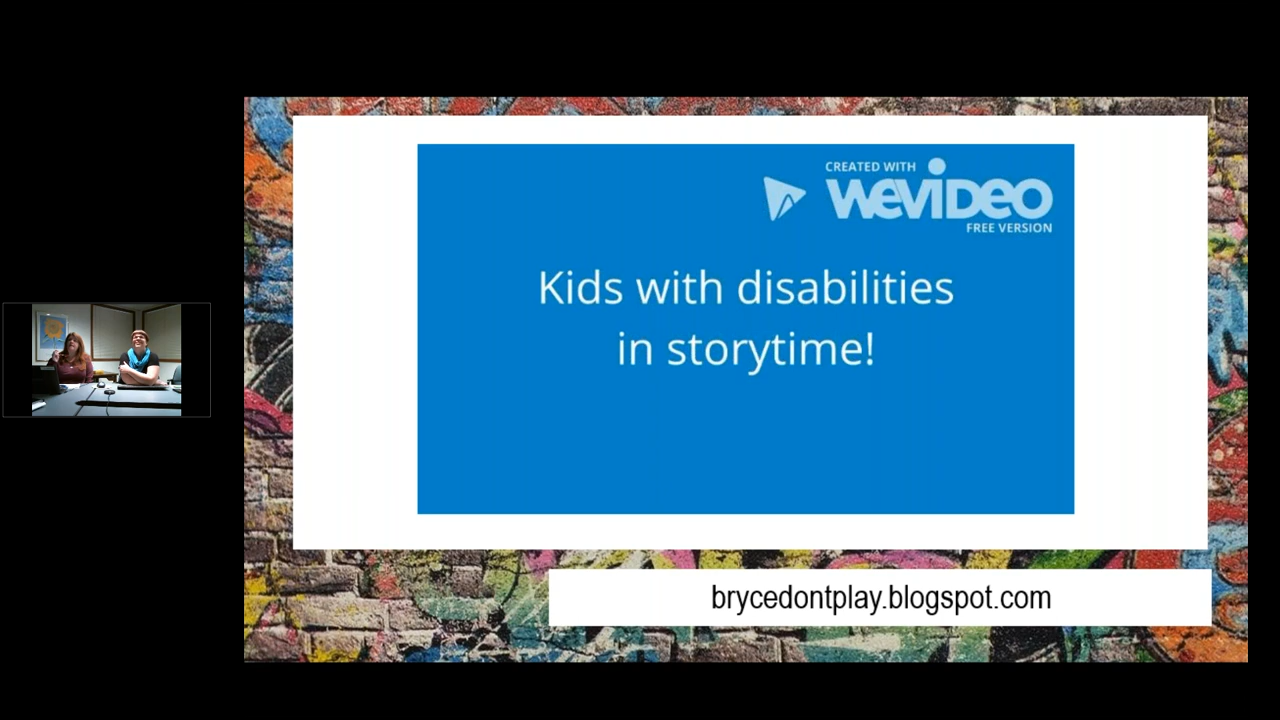 CREATED WITH
WEVIDEO
FREE VERSION
Kids with disabilities
in storytime!
brycedontplay.blogspot.com